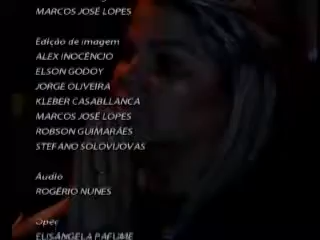 MARCOS JOSÉ LOPES
Edição de imagem
ALEX INOCÊNCIO
ELSON GODOY
JORGE OLIVEIRA
KLEBER CASABLLANCA
MARCOS JOSÉ LOPES
ROBSON GUIMARÃES
STEFANO SOLOVIJOVAS
Áudio
ROGÉRIO NUNES
ELISÂNGELA